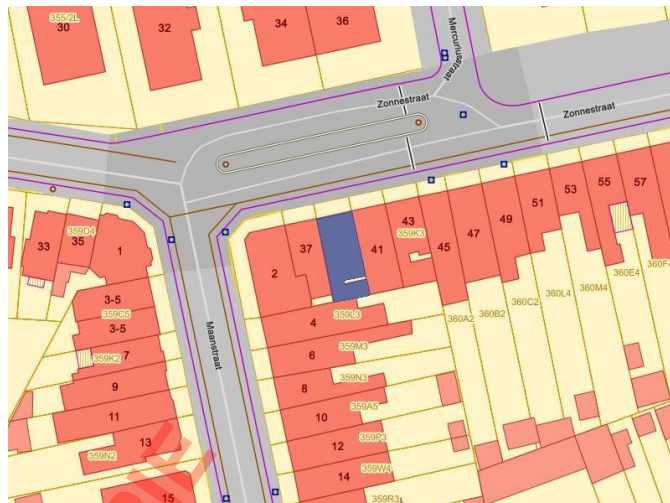 355/2L
30
32
34
36
Mercuriusstraat
Zonnestraat
Zonnestraat
33
35
359D4
1
2
37
41
43
359K3
45
47
49
51
53
55
57
3-5
359C5
3-5
7
359K2
9
11
13
359N2
15
Maanstraat
359L3
4
359M3
6
359N3
8
359A5
10
359P3
12
359W4
14
359R3
360A2
360B2
360C2
360L4
360M4
360E4
360F4